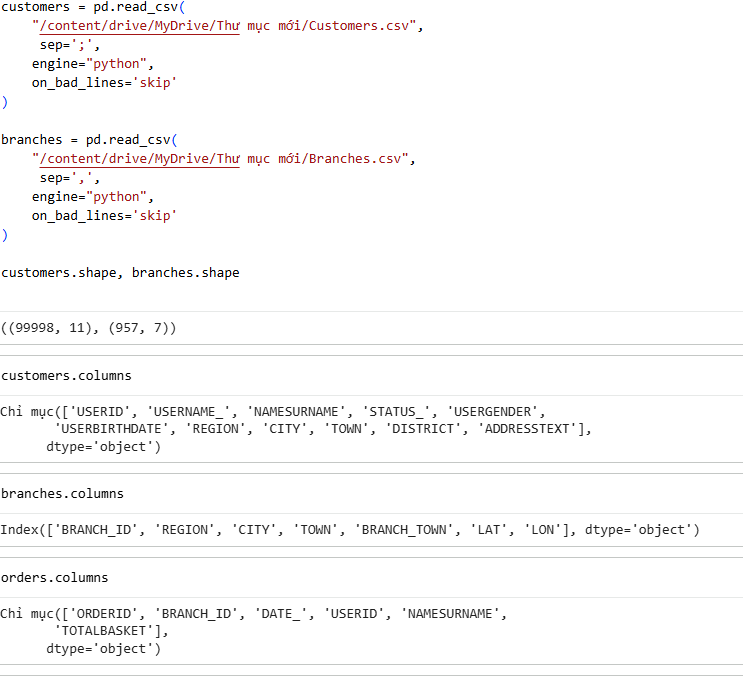 customers = pd.read_csv(
"/content/drive/MyDrive/Thư mục mới/Customers.csv",
sep=';',
engine="python",
on_bad_lines='skip'
)
branches = pd.read_csv(
"/content/drive/MyDrive/Thư mục mới/Branches.csv",
sep=',',
engine="python",
on_bad_lines='skip'
)
customers.shape, branches.shape
((99998, 11), (957, 7))
customers.columns
Chỉ mục(['USERID', 'USERNAME_', 'NAMESURNAME', 'STATUS_', 'USERGENDER',
'USERBIRTHDATE', 'REGION', 'CITY', 'TOWN', 'DISTRICT', 'ADDRESSTEXT'],
dtype='object')
branches.columns
Index(['BRANCH_ID', 'REGION', 'CITY', 'TOWN', 'BRANCH_TOWN', 'LAT', 'LON'], dtype='object')
orders.columns
Chỉ mục(['ORDERID', 'BRANCH_ID', 'DATE_', 'USERID', 'NAMESURNAME',
'TOTALBASKET'],
dtype='object')